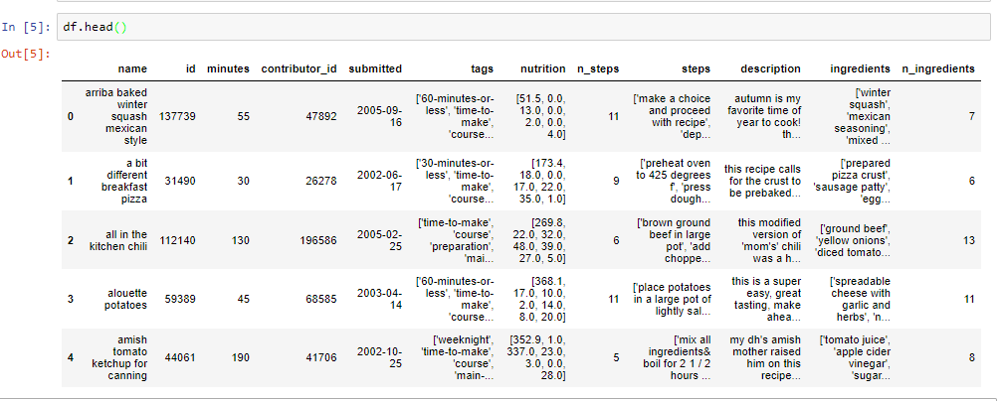 In [5]: df.head()
Out[5]:
name id minutes contributor_id submitted tags nutrition n_steps steps description ingredients n_ingredients
0 arriba baked winter squash mexican style 137739 55 47892 2005-09-16 ['60-minutes-or-less', 'time-to-make', 'course... [51.5, 0.0, 13.0, 0.0, 2.0, 0.0, 4.0] 11 ['make a choice and proceed with recipe', 'dep... autumn is my favorite time of year to cook! th... ['winter squash', 'mexican seasoning', 'mixed ... 7
1 a bit different breakfast pizza 31490 30 26278 2002-06-17 ['30-minutes-or-less', 'time-to-make', 'course... [173.4, 18.0, 0.0, 17.0, 22.0, 35.0, 1.0] 9 ['preheat oven to 425 degrees f', 'press dough... this recipe calls for the crust to be prebaked... ['prepared pizza crust', 'sausage patty', 'egg... 6
2 all in the kitchen chili 112140 130 196586 2005-02-25 ['time-to-make', 'course', 'preparation', 'mai... [269.8, 22.0, 32.0, 48.0, 39.0, 27.0, 5.0] 6 ['brown ground beef in large pot', 'add choppe... this modified version of 'mom's' chili was a h... ['ground beef', 'yellow onions', 'diced tomato... 13
3 alouette potatoes 59389 45 68585 2003-04-14 ['60-minutes-or-less', 'time-to-make', 'course... [368.1, 17.0, 10.0, 2.0, 14.0, 8.0, 20.0] 11 ['place potatoes in a large pot of lightly sal... this is a super easy, great tasting, make ahea... ['spreadable cheese with garlic and herbs', 'n... 11
4 amish tomato ketchup for canning 44061 190 41706 2002-10-25 ['weeknight', 'time-to-make', 'course', 'main-... [352.9, 1.0, 337.0, 23.0, 3.0, 0.0, 28.0] 5 ['mix all ingredients& boil for 2 1 / 2 hours ... my dh's amish mother raised him on this recipe... ['tomato juice', 'apple cider vinegar', 'sugar... 8